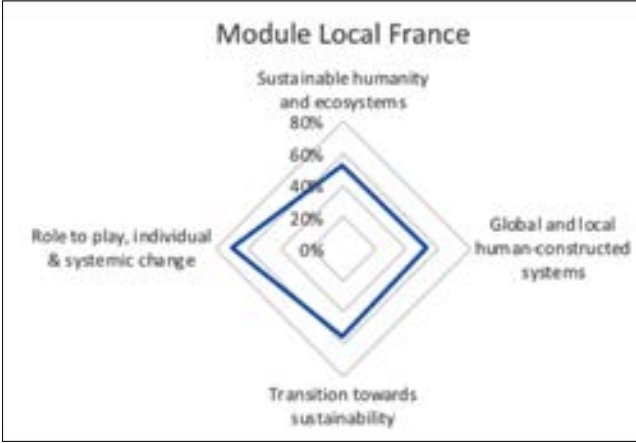 Module Local France
Sustainable humanity
and ecosystems
80%
60%
40%
20%
0%
Role to play, individual
& systemic change
Global and local
human-constructed
systems
Transition towards
sustainability